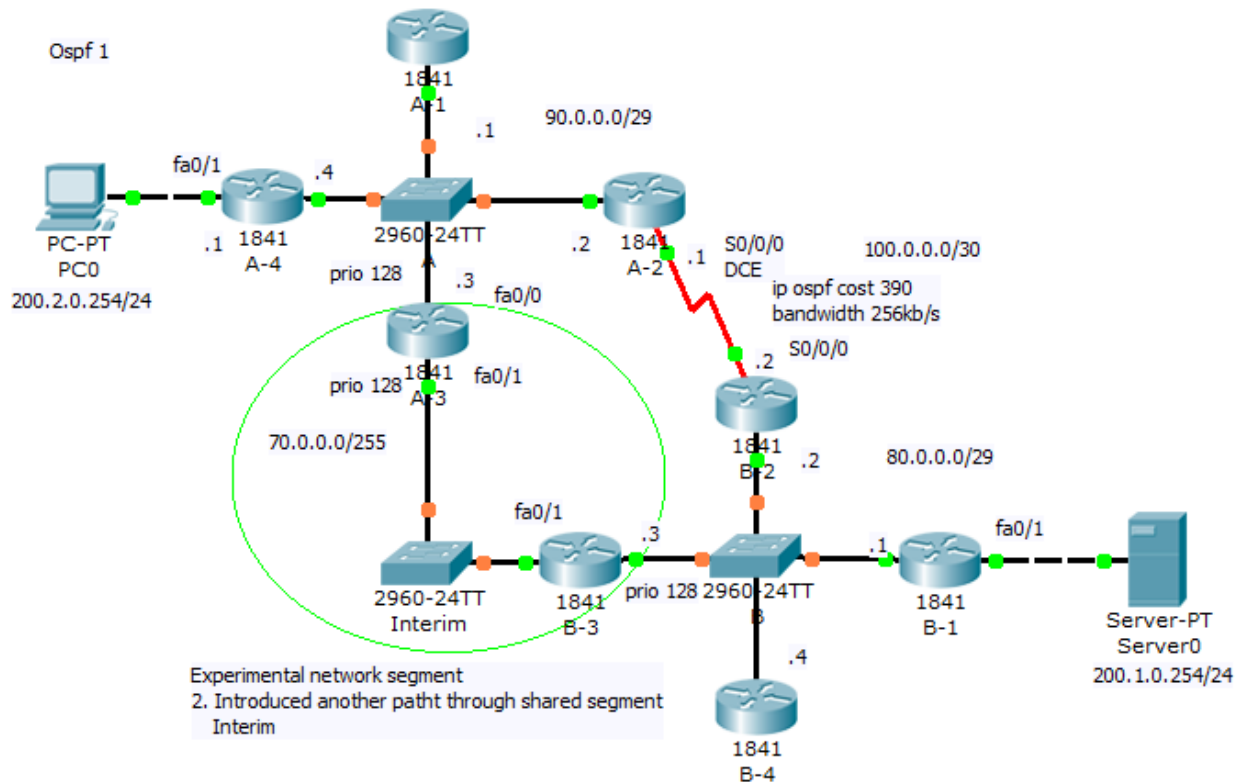 Ospf 1
1841
A-1
.1
90.0.0.0/29
fa0/1
.4
PC-PT
PC0
200.2.0.254/24
.1
1841
A-4
2960-24TT
A
.2
1841
A-2
.1
S0/0/0
DCE
100.0.0.0/30
ip ospf cost 390
bandwidth 256kb/s
S0/0/0
.2
prio 128
.3
fa0/0
1841
A-3
prio 128
fa0/1
70.0.0.0/255
1841
B-2
.2
80.0.0.0/29
fa0/1
2960-24TT
Interim
1841
B-3
.3
prio 128
2960-24TT
B
.1
fa0/1
1841
B-1
Server-PT
Server0
200.1.0.254/24
.4
1841
B-4
Experimental network segment
2. Introduced another patht through shared segment
Interim